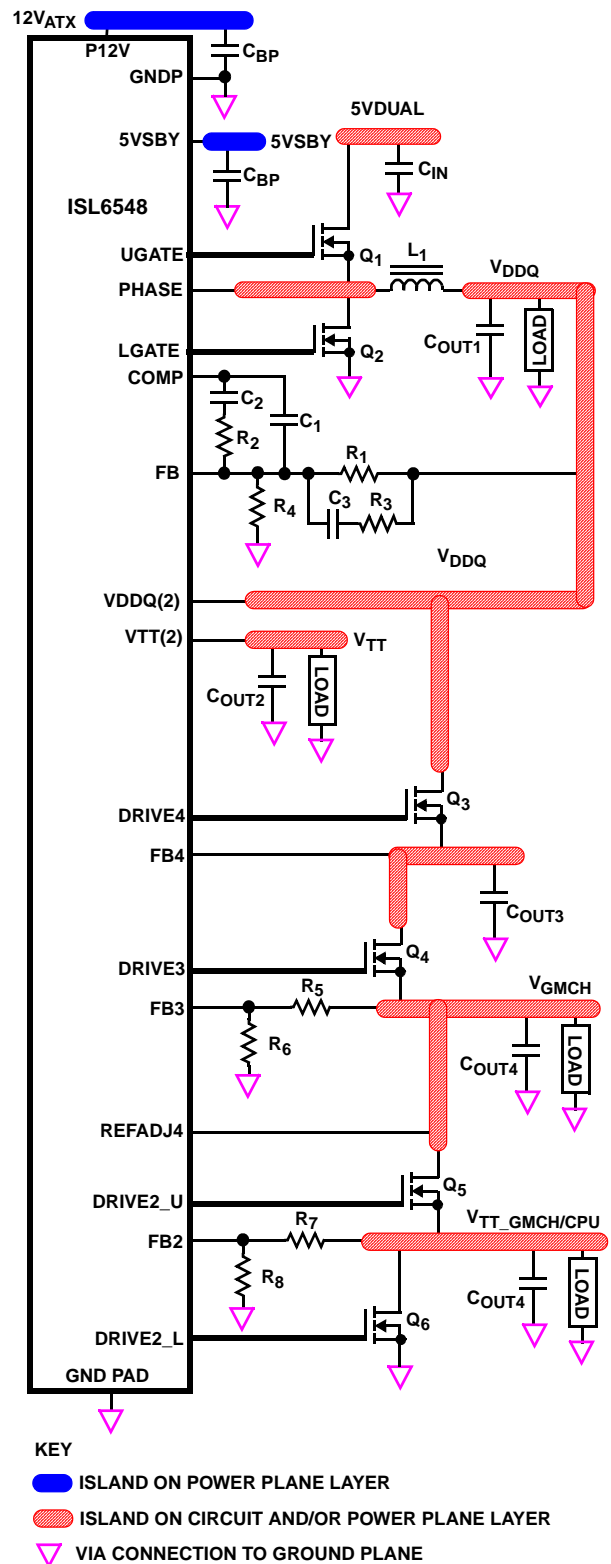 12VATX
P12V
CBP
GNDP
5VSBY
5VSBY
CBP
5VDUAL
CIN
ISL6548
UGATE
Q1
L1
VDDQ
PHASE
LGATE
Q2
COUT1
LOAD
COMP
C2
C1
R2
FB
R1
R4
C3
R3
VDDQ
VDDQ(2)
VTT(2)
VTT
COUT2
LOAD
Q3
DRIVE4
FB4
COUT3
Q4
DRIVE3
R5
VGMCH
FB3
R6
COUT4
LOAD
REFADJ4
Q5
DRIVE2_U
R7
VTT_GMCH/CPU
FB2
R8
COUT4
LOAD
Q6
DRIVE2_L
GND PAD
KEY
ISLAND ON POWER PLANE LAYER
ISLAND ON CIRCUIT AND/OR POWER PLANE LAYER
VIA CONNECTION TO GROUND PLANE